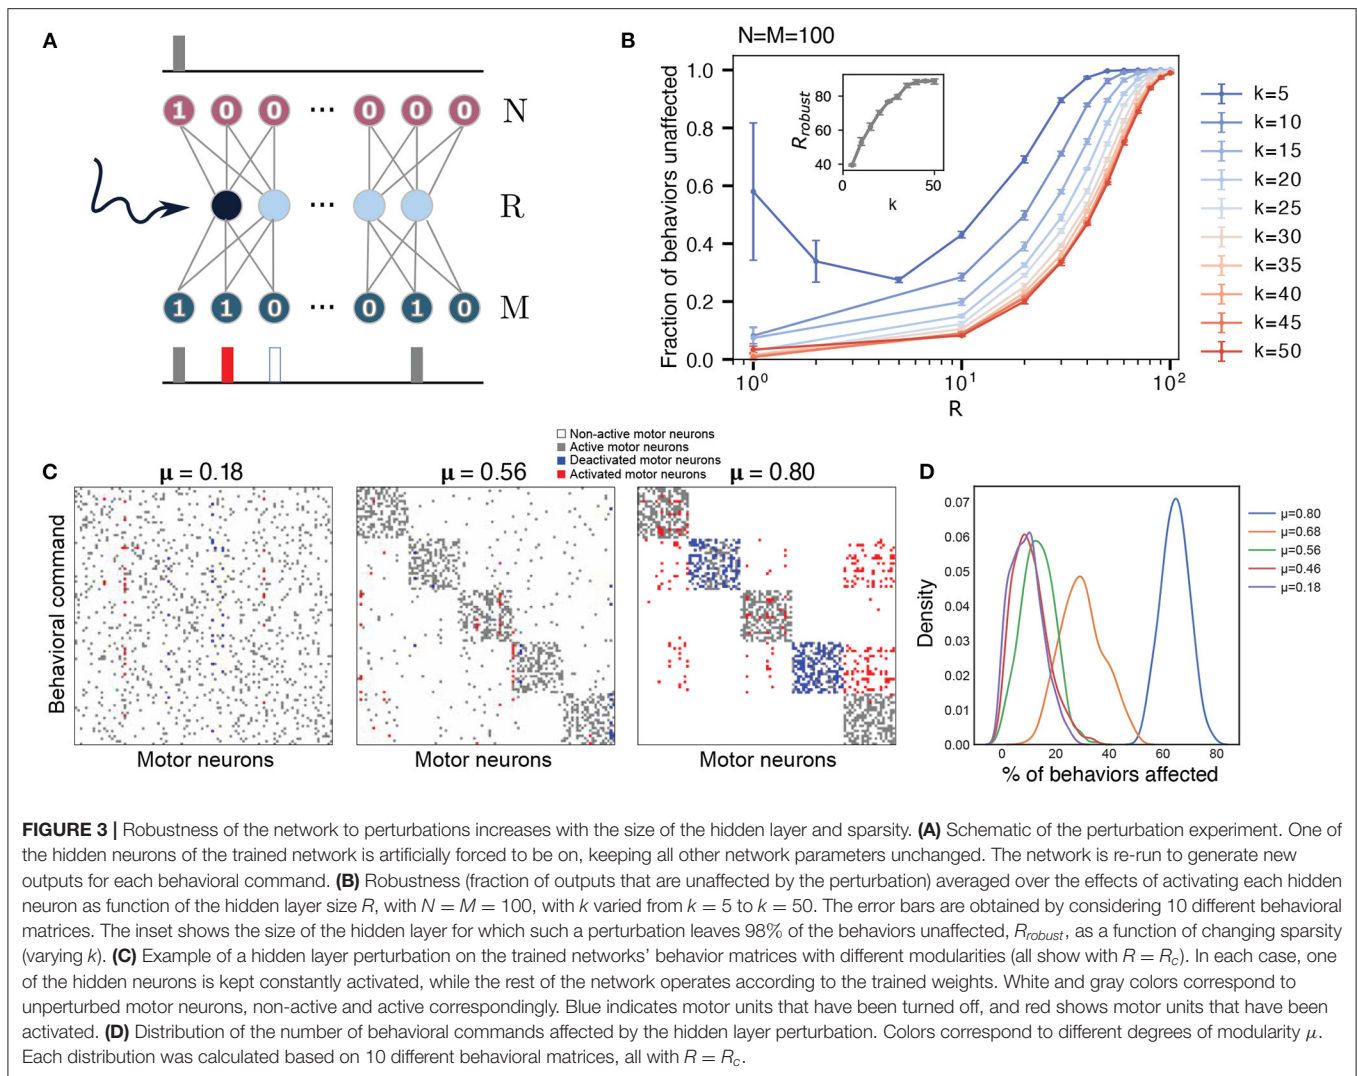 A
1 0 0 ··· 0 0 0 N
··· R
1 1 0 ··· 0 1 0 M
B
N=M=100
Fraction of behaviors unaffected
1.0
0.8
0.6
0.4
0.2
0.0
10⁰ 10¹ 10²
R
R_robust
80
60
40
0 50
k
k=5
k=10
k=15
k=20
k=25
k=30
k=35
k=40
k=45
k=50
Non-active motor neurons
Active motor neurons
Deactivated motor neurons
Activated motor neurons
C
μ = 0.18 μ = 0.56 μ = 0.80
Behavioral command
Motor neurons Motor neurons Motor neurons
D
Density
0.07
0.06
0.05
0.04
0.03
0.02
0.01
0.00
0 20 40 60 80
% of behaviors affected
μ=0.80
μ=0.68
μ=0.56
μ=0.46
μ=0.18
FIGURE 3 | Robustness of the network to perturbations increases with the size of the hidden layer and sparsity. (A) Schematic of the perturbation experiment. One of
the hidden neurons of the trained network is artificially forced to be on, keeping all other network parameters unchanged. The network is re-run to generate new
outputs for each behavioral command. (B) Robustness (fraction of outputs that are unaffected by the perturbation) averaged over the effects of activating each hidden
neuron as function of the hidden layer size R, with N = M = 100, with k varied from k = 5 to k = 50. The error bars are obtained by considering 10 different behavioral
matrices. The inset shows the size of the hidden layer for which such a perturbation leaves 98% of the behaviors unaffected, R_robust, as a function of changing sparsity
(varying k). (C) Example of a hidden layer perturbation on the trained networks' behavior matrices with different modularities (all show with R = R_c). In each case, one
of the hidden neurons is kept constantly activated, while the rest of the network operates according to the trained weights. White and gray colors correspond to
unperturbed motor neurons, non-active and active correspondingly. Blue indicates motor units that have been turned off, and red shows motor units that have been
activated. (D) Distribution of the number of behavioral commands affected by the hidden layer perturbation. Colors correspond to different degrees of modularity μ.
Each distribution was calculated based on 10 different behavioral matrices, all with R = R_c.